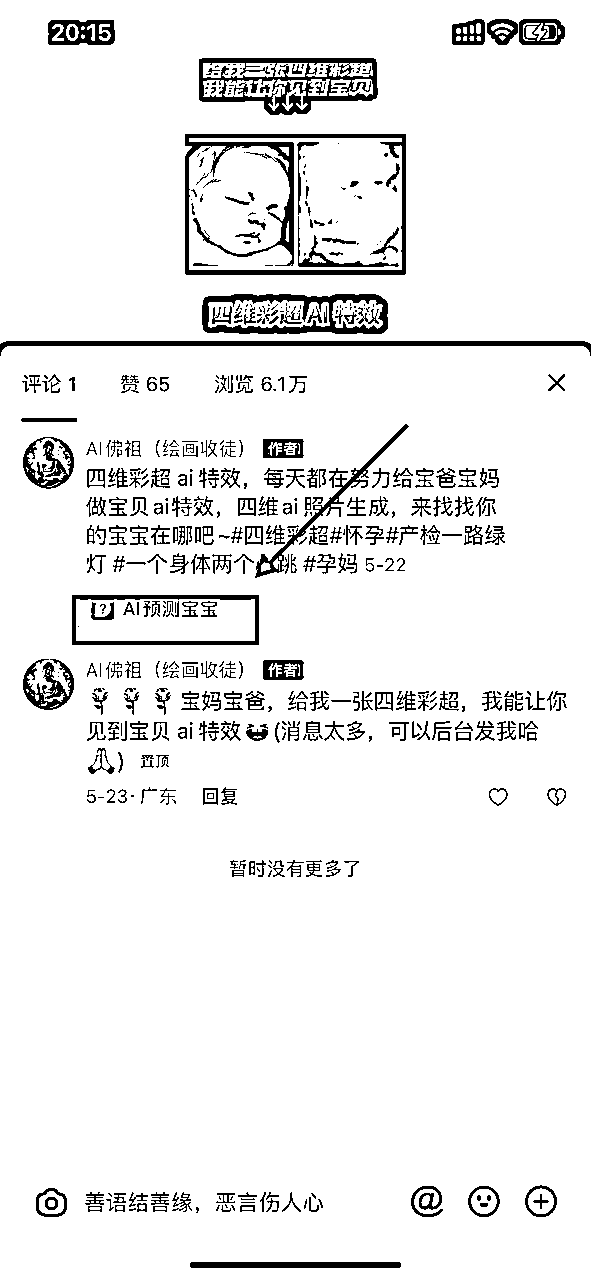 20:15
给我一张四维彩超
我能让你见到宝贝
↓↓↓
四维彩超AI特效
评论 1 赞 65 浏览 6.1万
AI佛祖（绘画收徒） 作者
四维彩超 ai 特效，每天都在努力给宝爸宝妈
做宝贝ai特效，四维ai 照片生成，来找找你
的宝宝在哪吧 ~#四维彩超#怀孕#产检一路绿
灯 #一个身体两个心跳 #孕妈 5-22
AI预测宝宝
AI佛祖（绘画收徒） 作者
🌹 🌹 🌹 宝妈宝爸，给我一张四维彩超，我能让你
见到宝贝 ai 特效 (消息太多，可以后台发我哈
🙏) 置顶
5-23·广东 回复
暂时没有更多了
善语结善缘，恶言伤人心